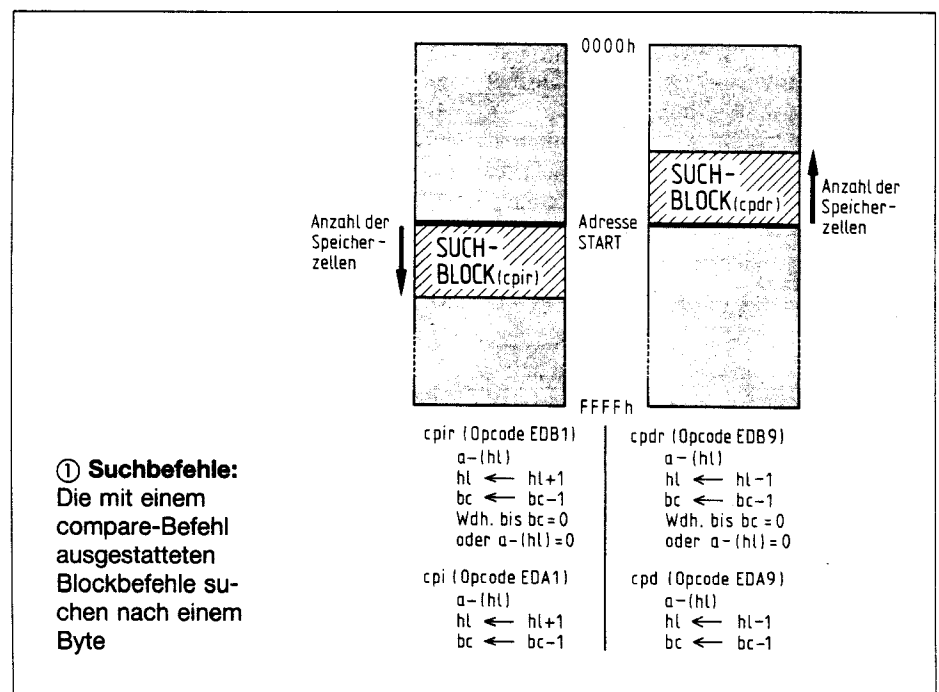 0000h
SUCH-
BLOCK(cpdr)
Anzahl der
Speicher-
zellen
Anzahl der
Speicher-
zellen
Adresse
START
SUCH-
BLOCK(cpir)
FFFFh
cpir (Opcode EDB1)
a-(hl)
hl ← hl+1
bc ← bc-1
Wdh. bis bc=0
oder a-(hl)=0
cpi (Opcode EDA1)
a-(hl)
hl ← hl+1
bc ← bc-1
cpdr (Opcode EDB9)
a-(hl)
hl ← hl-1
bc ← bc-1
Wdh. bis bc=0
oder a-(hl)=0
cpd (Opcode EDA9)
a-(hl)
hl ← hl-1
bc ← bc-1
① Suchbefehle:
Die mit einem
compare-Befehl
ausgestatteten
Blockbefehle su-
chen nach einem
Byte